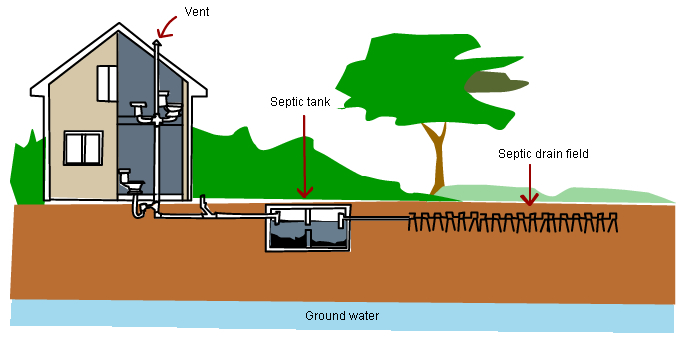 Vent
Septic tank
Septic drain field
Ground water